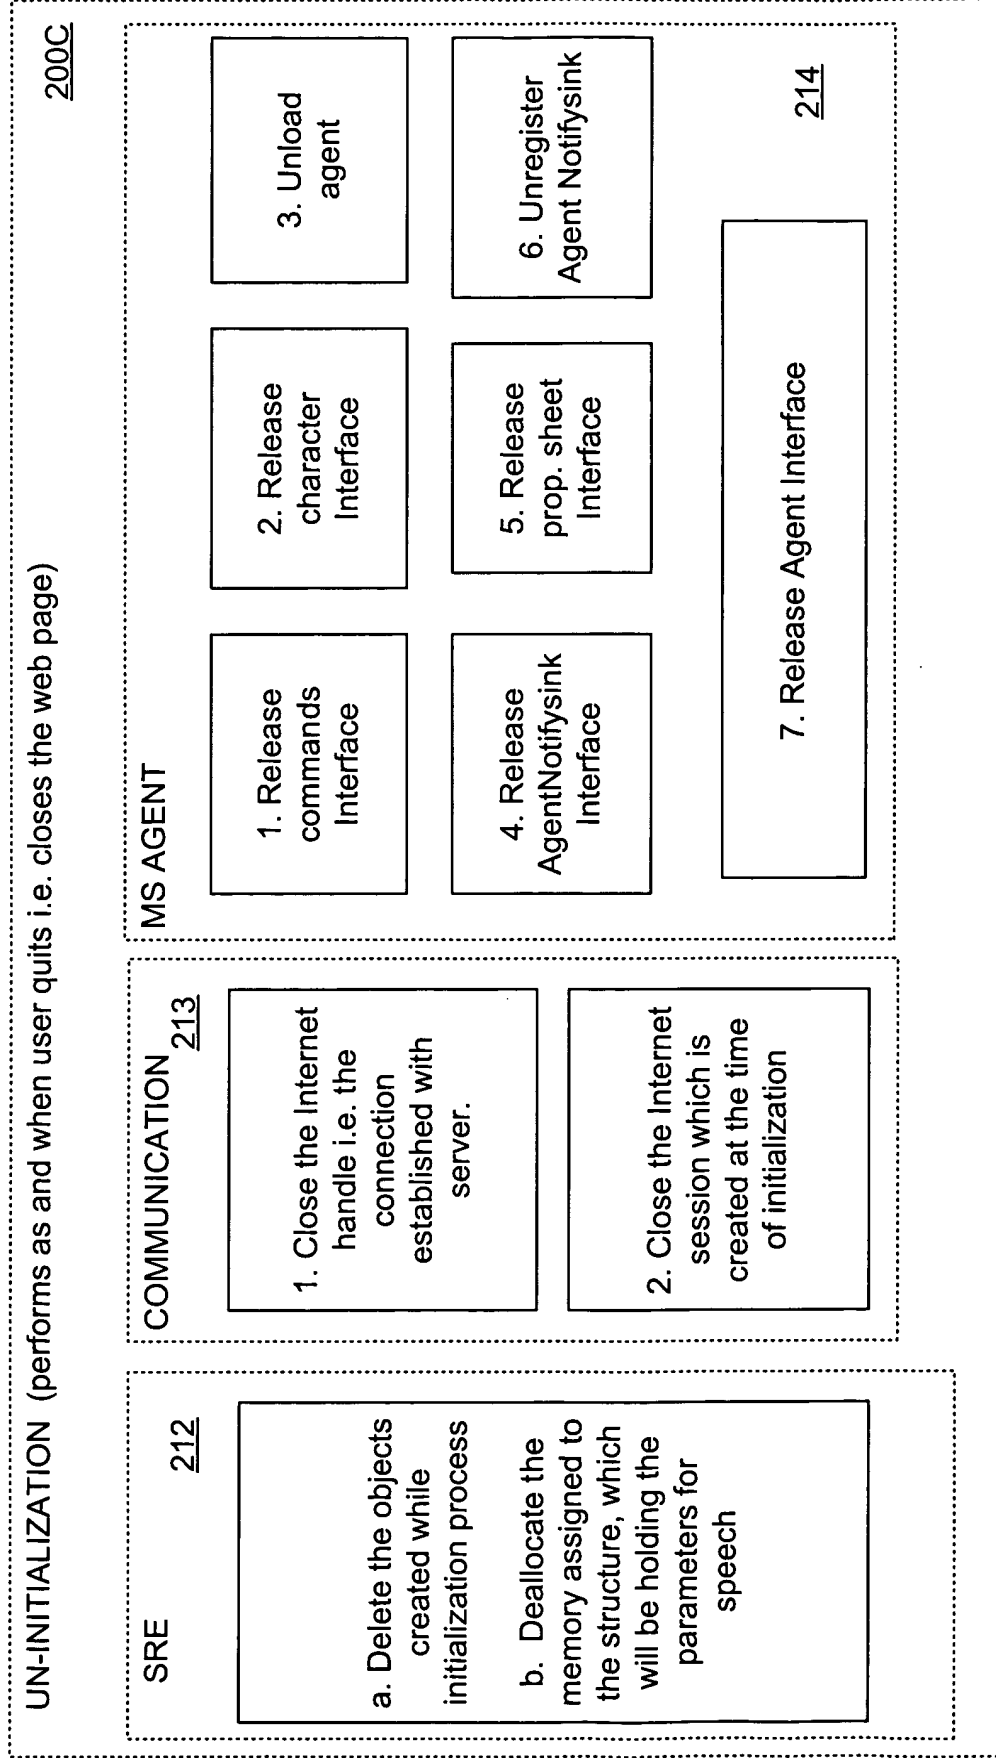 UN-INITIALIZATION (performs as and when user quits i.e. closes the web page)
200C
SRE
212
a. Delete the objects
created while
initialization process
b. Deallocate the
memory assigned to
the structure, which
will be holding the
parameters for
speech
COMMUNICATION
213
1. Close the Internet
handle i.e. the
connection
established with
server.
2. Close the Internet
session which is
created at the time
of initialization
MS AGENT
1. Release
commands
Interface
2. Release
character
Interface
3. Unload
agent
4. Release
AgentNotifysink
Interface
5. Release
prop. sheet
Interface
6. Unregister
Agent Notifysink
7. Release Agent Interface
214